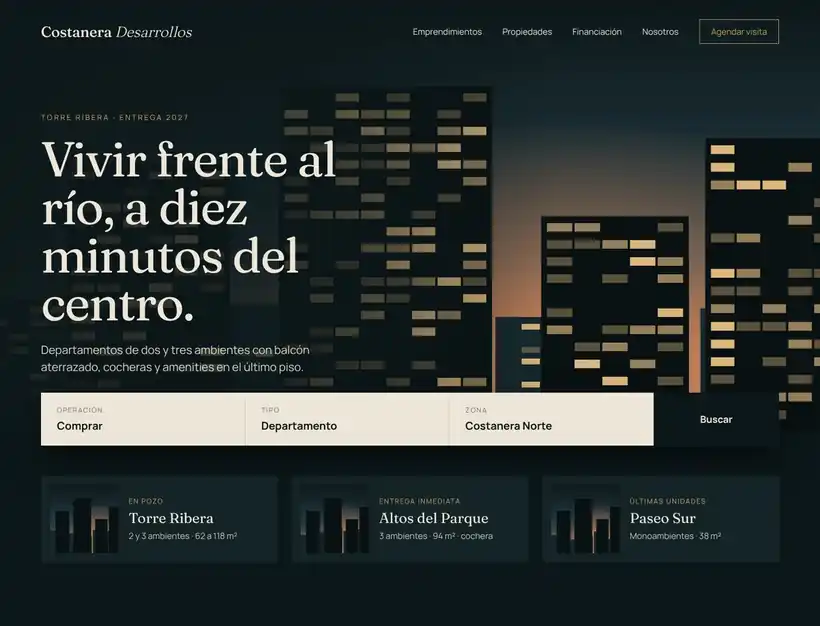 Costanera Desarrollos
Emprendimientos
Propiedades
Financiación
Nosotros
Agendar visita
TORRE RIBERA · ENTREGA 2027
Vivir frente al
río, a diez
minutos del
centro.
Departamentos de dos y tres ambientes con balcón
aterrazado, cocheras y amenities en el último piso.
OPERACIÓN
Comprar
TIPO
Departamento
ZONA
Costanera Norte
Buscar
EN POZO
Torre Ribera
2 y 3 ambientes · 62 a 118 m²
ENTREGA INMEDIATA
Altos del Parque
3 ambientes · 94 m² · cochera
ÚLTIMAS UNIDADES
Paseo Sur
Monoambientes · 38 m²